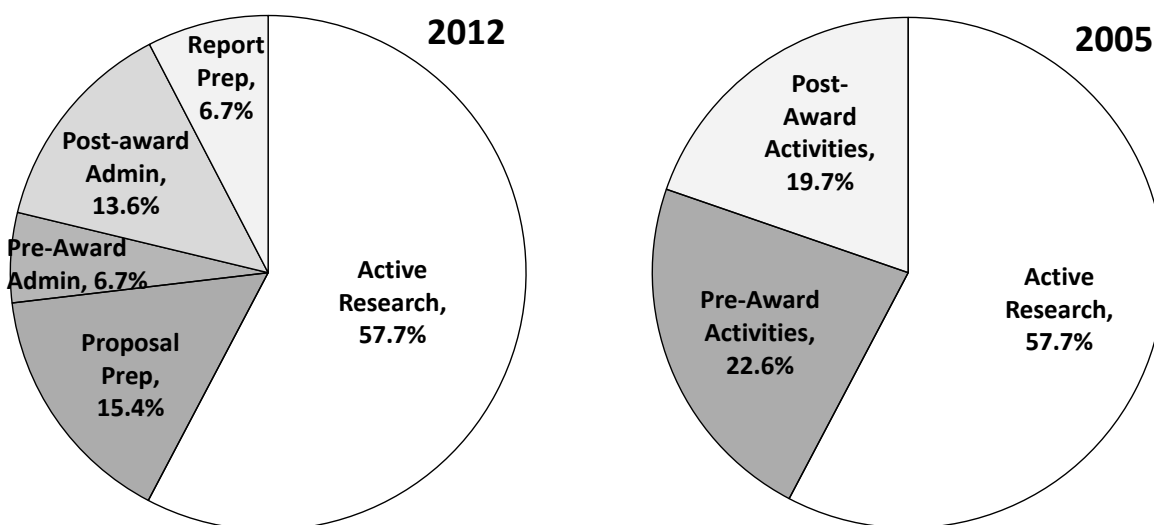 2012
Report
Prep,
6.7%
Post-award
Admin,
13.6%
Pre-Award
Admin, 6.7%
Proposal
Prep,
15.4%
Active
Research,
57.7%
2005
Post-
Award
Activities,
19.7%
Pre-Award
Activities,
22.6%
Active
Research,
57.7%